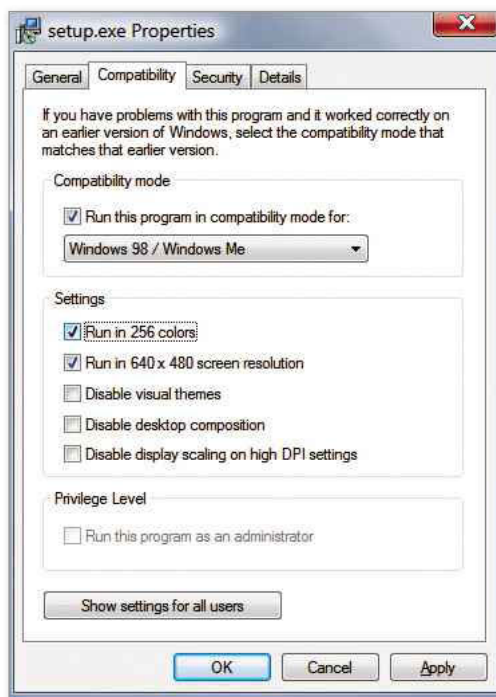 setup.exe Properties
General Compatibility Security Details
If you have problems with this program and it worked correctly on
an earlier version of Windows, select the compatibility mode that
matches that earlier version.
Compatibility mode
Run this program in compatibility mode for:
Windows 98 / Windows Me
Settings
Run in 256 colors
Run in 640 x 480 screen resolution
Disable visual themes
Disable desktop composition
Disable display scaling on high DPI settings
Privilege Level
Run this program as an administrator
Show settings for all users
OK Cancel Apply